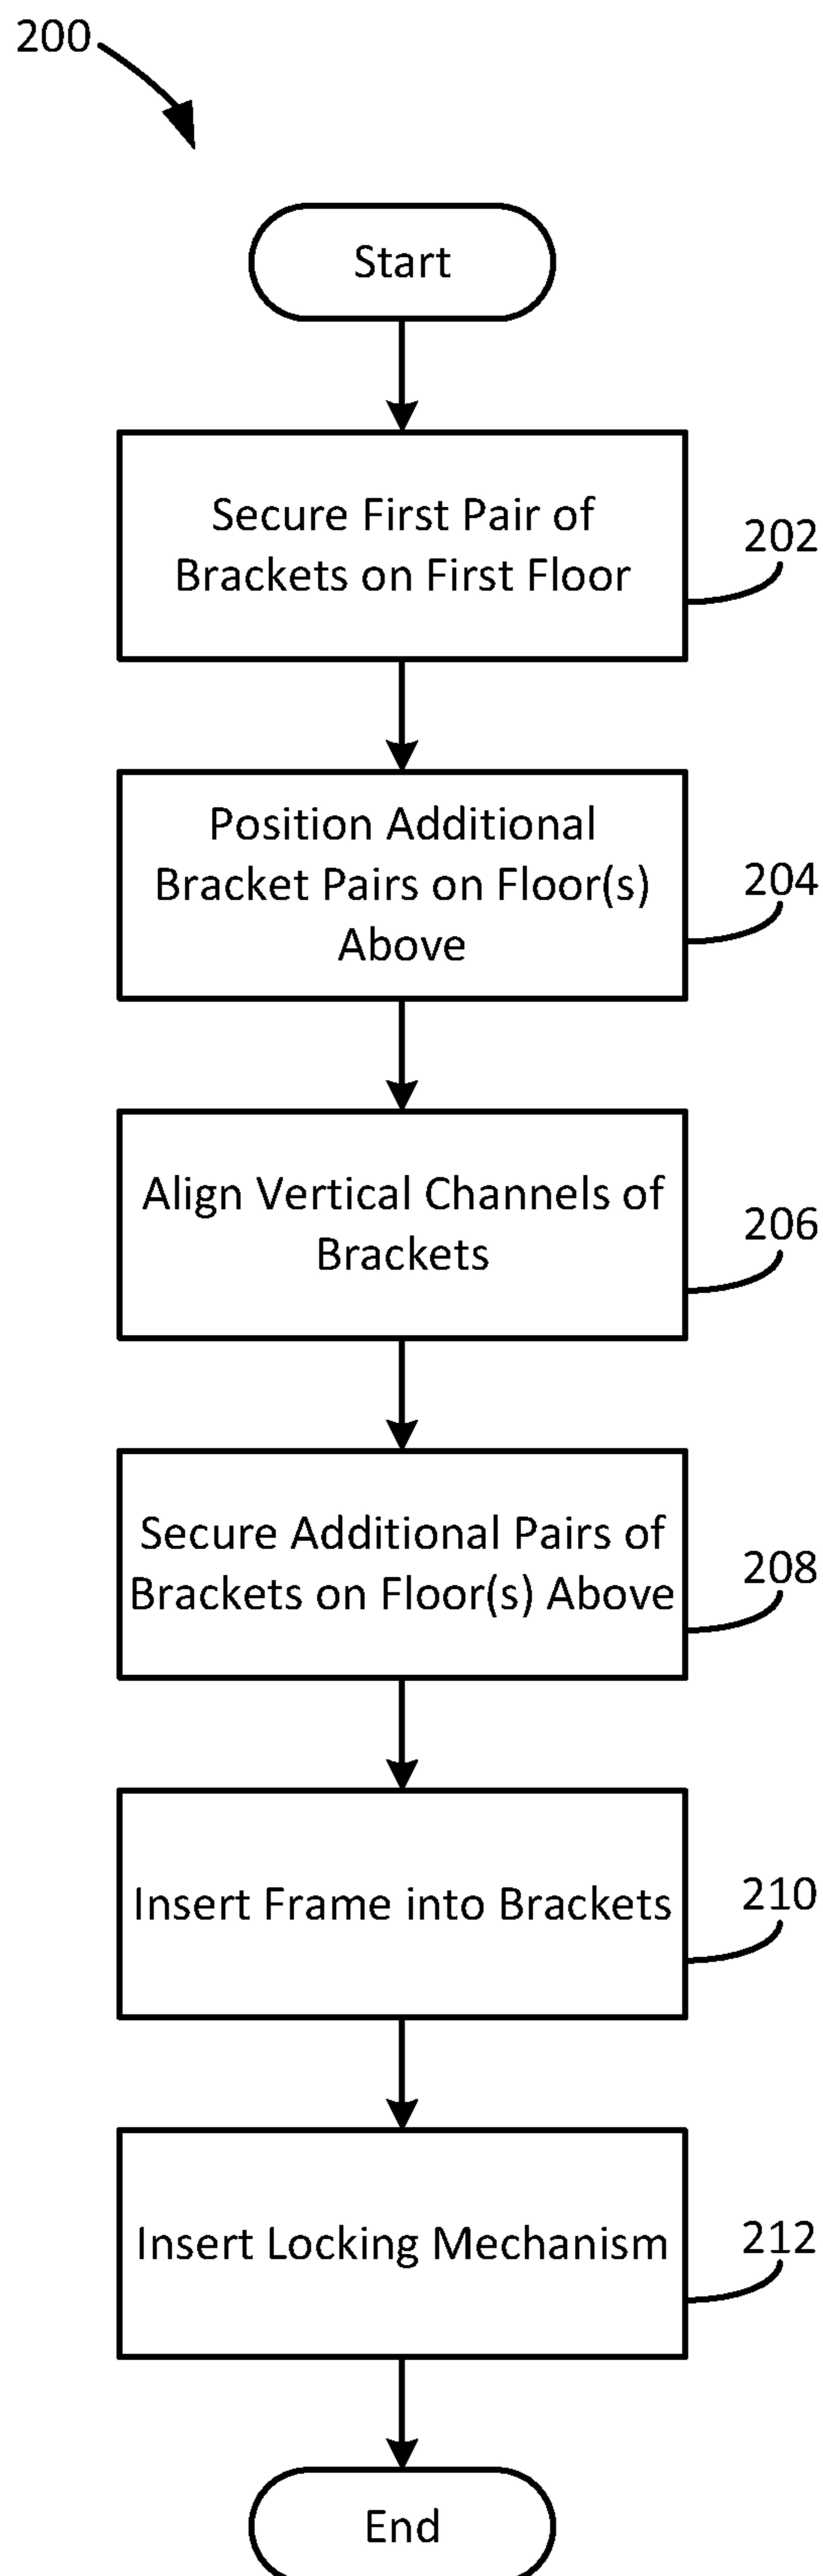 200
Start
Secure First Pair of
Brackets on First Floor
202
Position Additional
Bracket Pairs on Floor(s)
Above
204
Align Vertical Channels of
Brackets
206
Secure Additional Pairs of
Brackets on Floor(s) Above
208
Insert Frame into Brackets
210
Insert Locking Mechanism
212
End